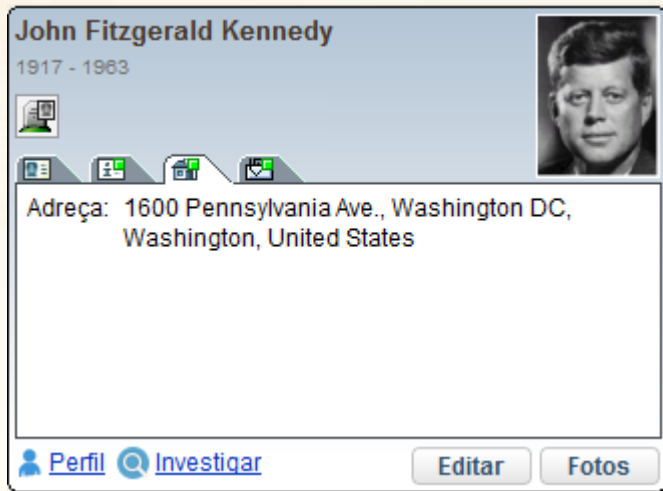 John Fitzgerald Kennedy
1917 - 1963
Adreça: 1600 Pennsylvania Ave., Washington DC,
Washington, United States
Perfil Investigar Editar Fotos